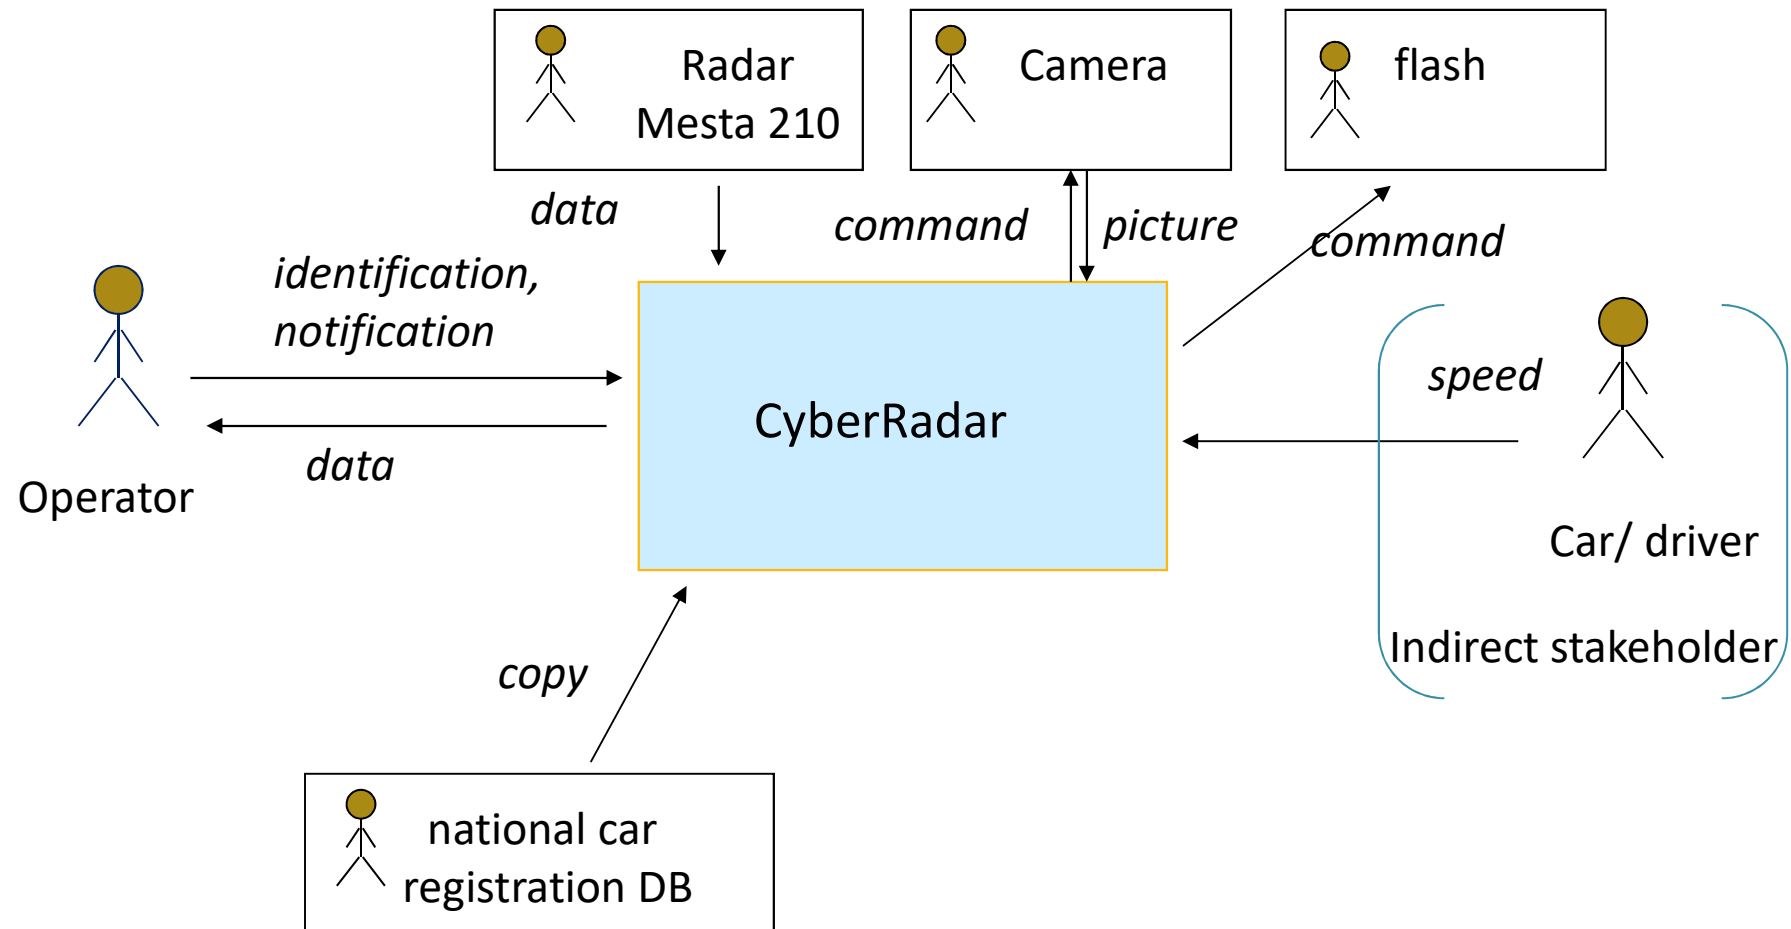 Radar
Mesta 210
Camera
flash
data
command
picture
command
identification,
notification
speed
CyberRadar
data
Operator
Car/ driver
Indirect stakeholder
copy
national car
registration DB